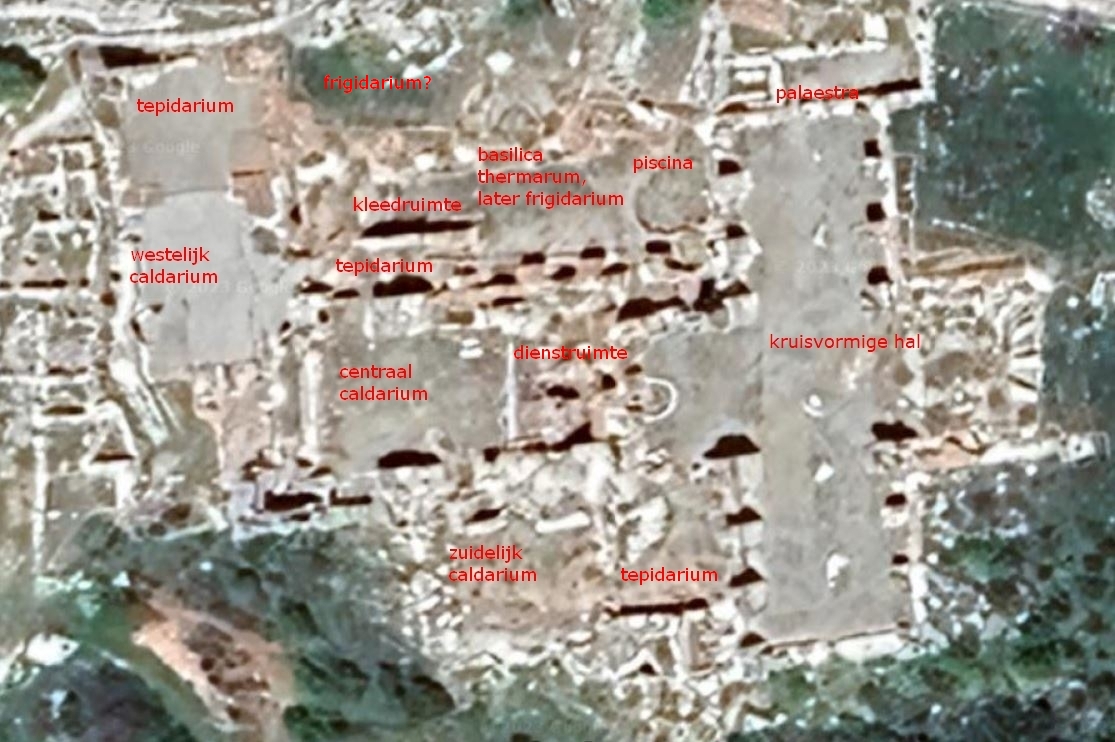 frigidarium?
tepidarium
palaestra
basilica
thermarum,
later frigidarium
piscina
kleedruimte
westelijk
caldarium
tepidarium
kruisvormige hal
dienstruimte
centraal
caldarium
zuidelijk
caldarium
tepidarium